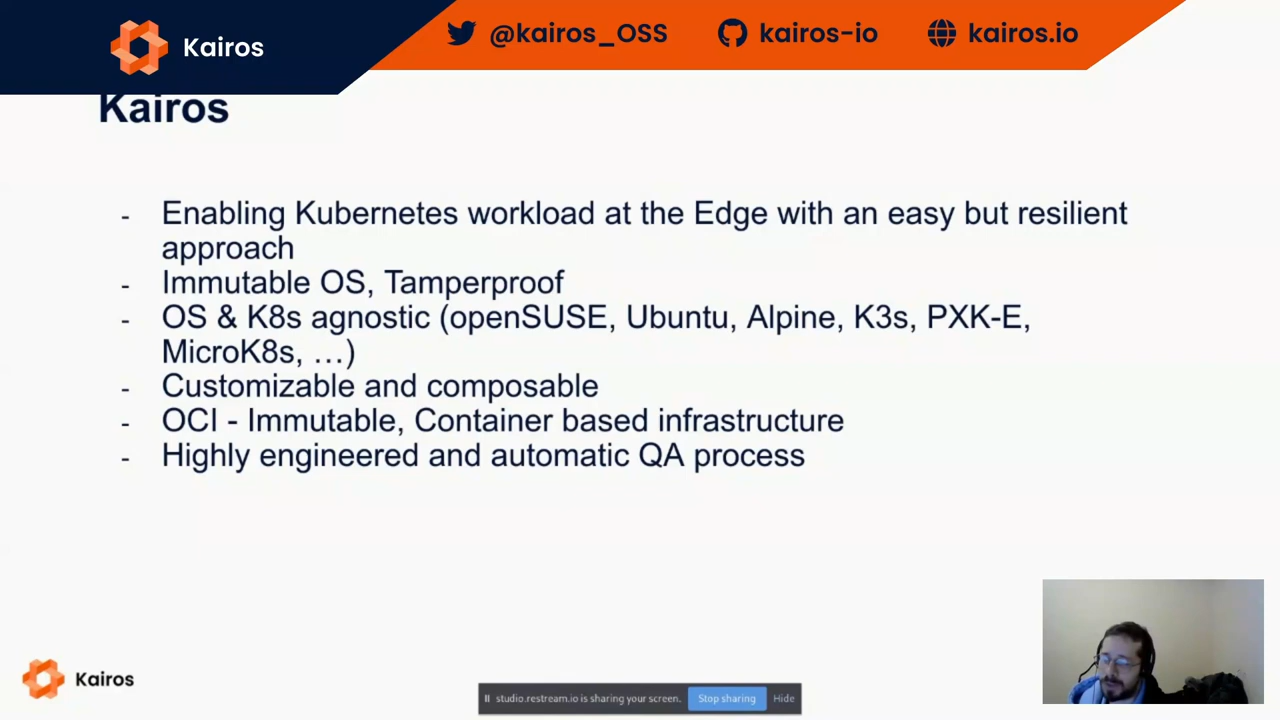 Kairos
@kairos_OSS
kairos-io
kairos.io
Kairos
- Enabling Kubernetes workload at the Edge with an easy but resilient
approach
- Immutable OS, Tamperproof
- OS & K8s agnostic (openSUSE, Ubuntu, Alpine, K3s, PXK-E,
MicroK8s, …)
- Customizable and composable
- OCI - Immutable, Container based infrastructure
- Highly engineered and automatic QA process
Kairos
studio.restream.io is sharing your screen.
Stop sharing
Hide